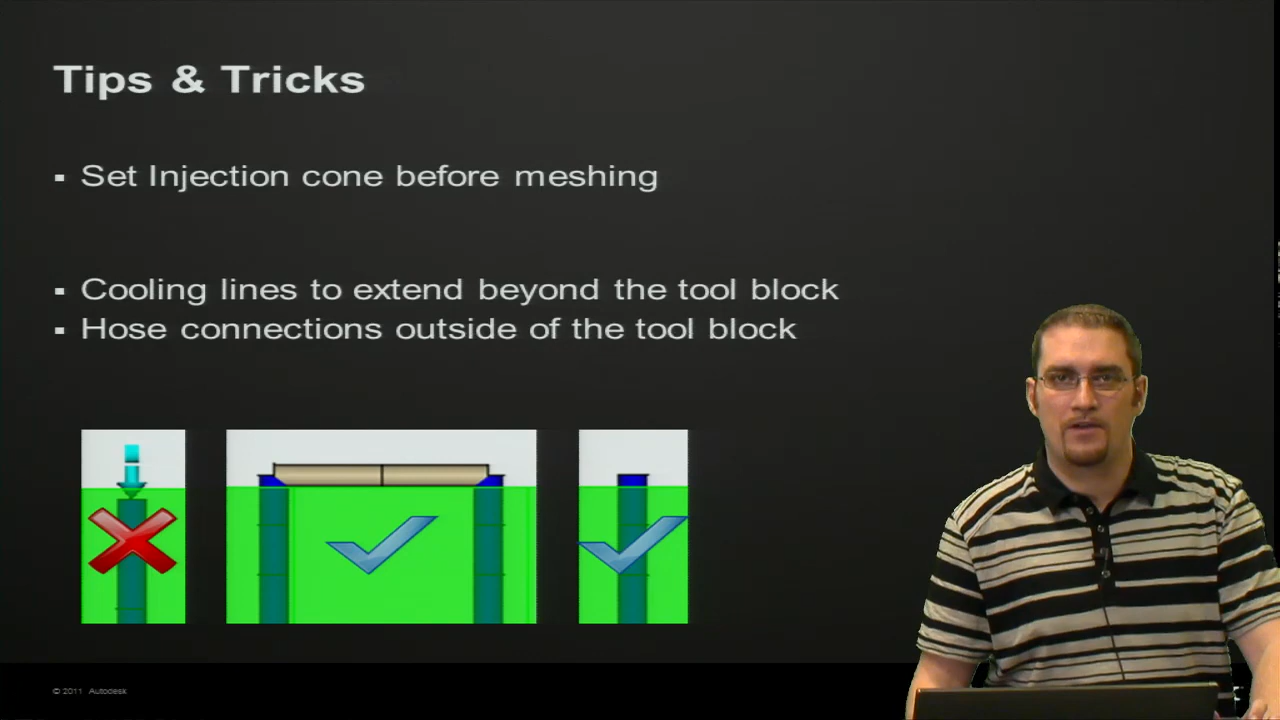 Tips & Tricks
▪ Set Injection cone before meshing
▪ Cooling lines to extend beyond the tool block
▪ Hose connections outside of the tool block
© 2011 Autodesk